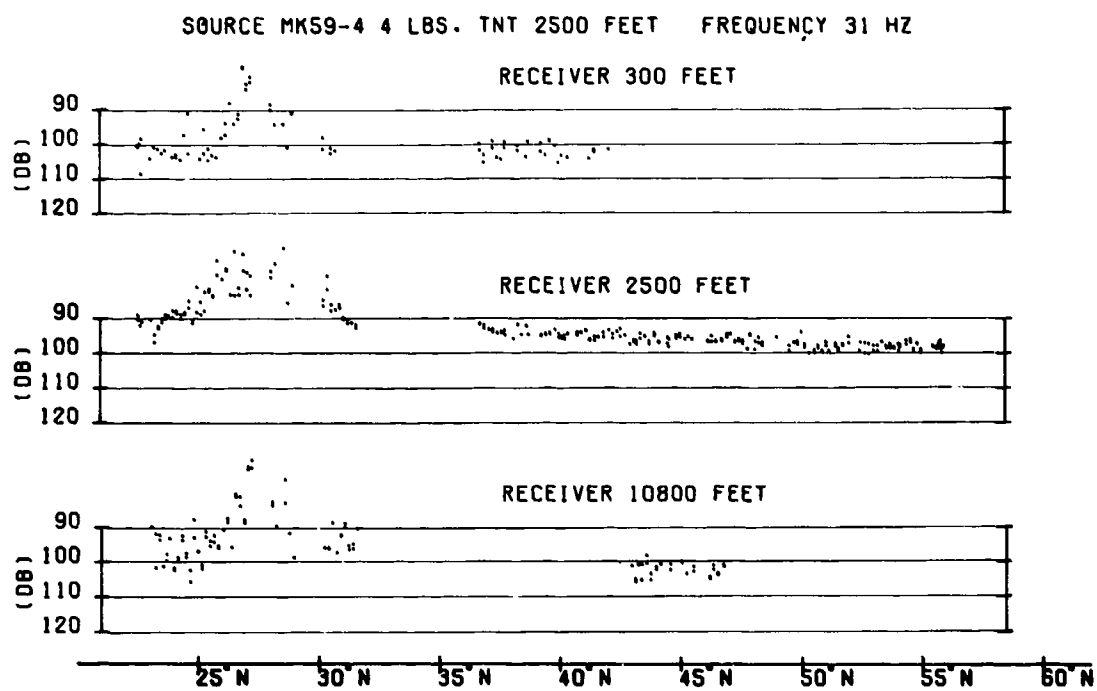 SOURCE MK59-4 4 LBS. TNT 2500 FEET FREQUENCY 31 HZ
RECEIVER 300 FEET
90
100
110
120
(DB)
RECEIVER 2500 FEET
90
100
110
120
(DB)
RECEIVER 10800 FEET
90
100
110
120
(DB)
25°N 30°N 35°N 40°N 45°N 50°N 55°N 60°N